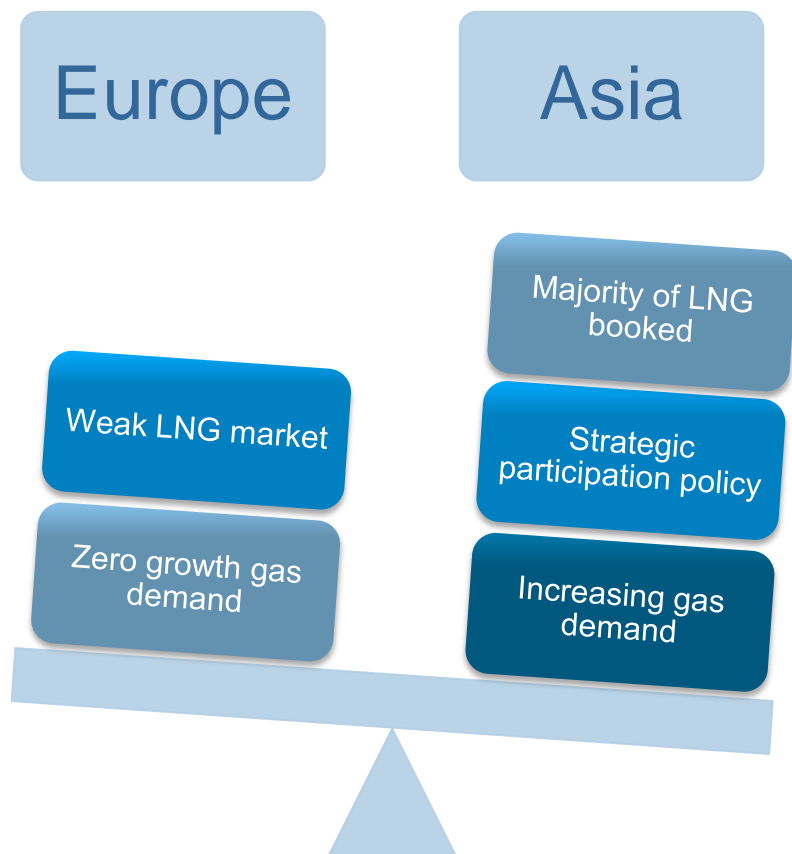 Europe
Asia
Majority of LNG
booked
Weak LNG market
Strategic
participation policy
Zero growth gas
demand
Increasing gas
demand